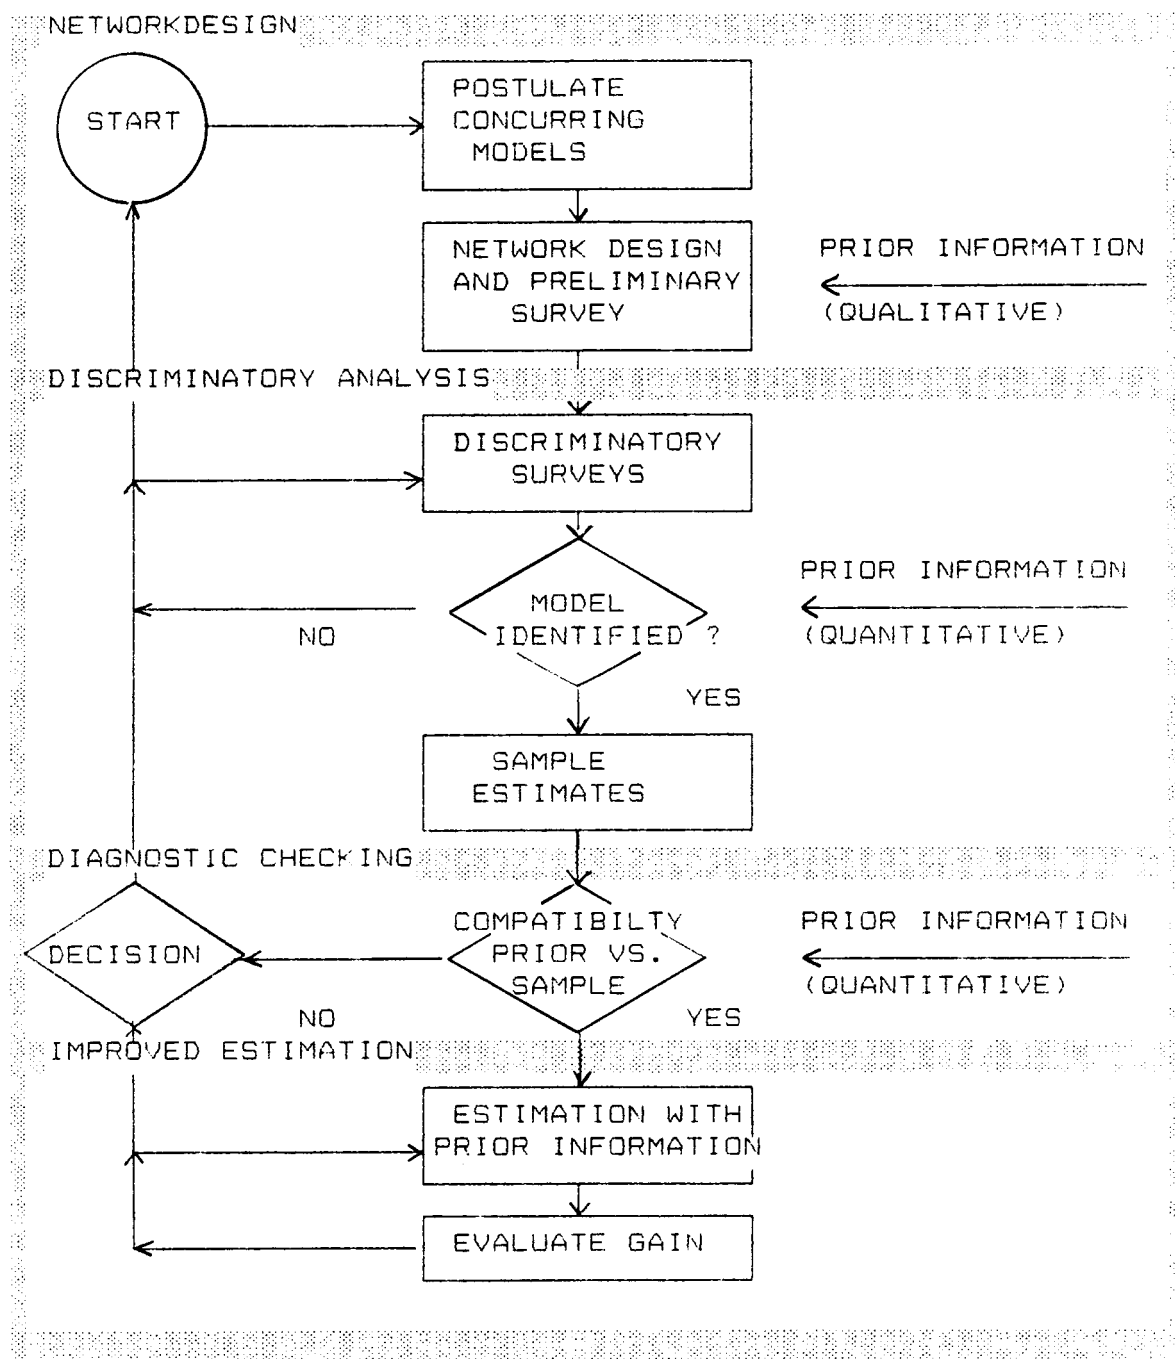 NETWORKDESIGN
START
POSTULATE
CONCURRING
MODELS
NETWORK DESIGN
AND PRELIMINARY
SURVEY
PRIOR INFORMATION
(QUALITATIVE)
DISCRIMINATORY ANALYSIS
DISCRIMINATORY
SURVEYS
MODEL
IDENTIFIED ?
NO
PRIOR INFORMATION
(QUANTITATIVE)
YES
SAMPLE
ESTIMATES
DIAGNOSTIC CHECKING
DECISION
COMPATIBILTY
PRIOR VS.
SAMPLE
PRIOR INFORMATION
(QUANTITATIVE)
NO
YES
IMPROVED ESTIMATION
ESTIMATION WITH
PRIOR INFORMATION
EVALUATE GAIN